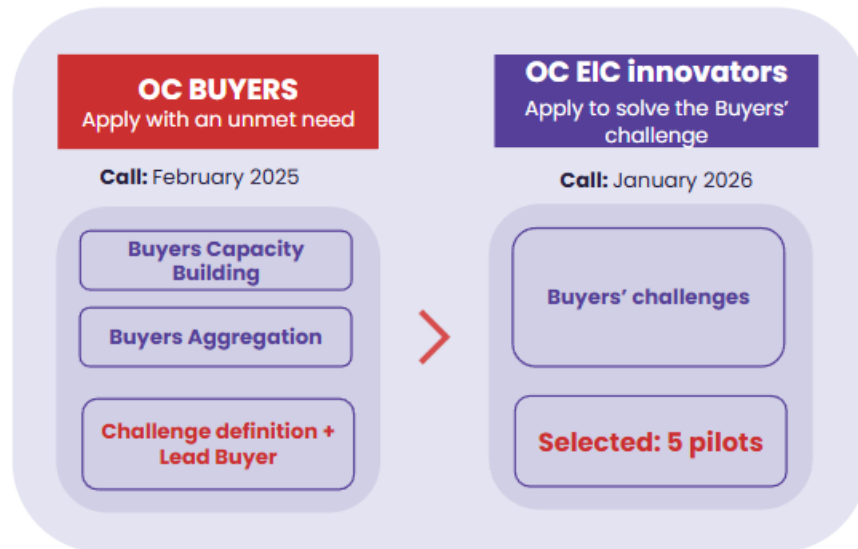 OC BUYERS
Apply with an unmet need
Call: February 2025
Buyers Capacity
Building
Buyers Aggregation
Challenge definition +
Lead Buyer
OC EIC innovators
Apply to solve the Buyers’
challenge
Call: January 2026
Buyers’ challenges
Selected: 5 pilots